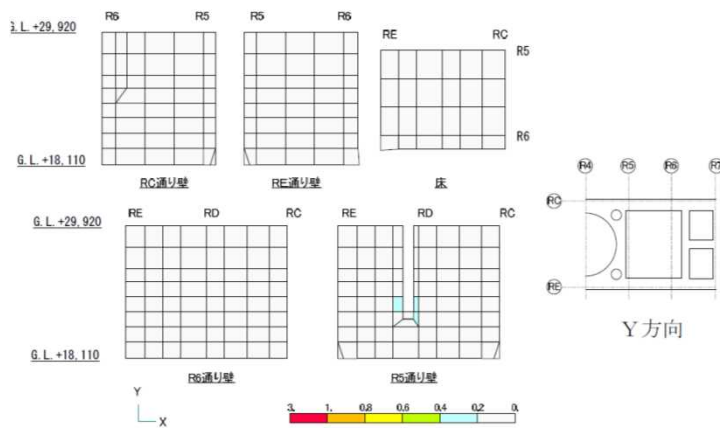 R6 R5 R5 R6
G.L. +29,920
RE RC
R5
R6
G.L. +18,110
RC通り壁 RE通り壁 床
R4 R5 R6 R7
RC
RE
Y方向
RE RD RC RE RD RC
G.L. +29,920
G.L. +18,110
R6通り壁 R5通り壁
Y
X
3. 1. 0.8 0.6 0.4 0.2 0.